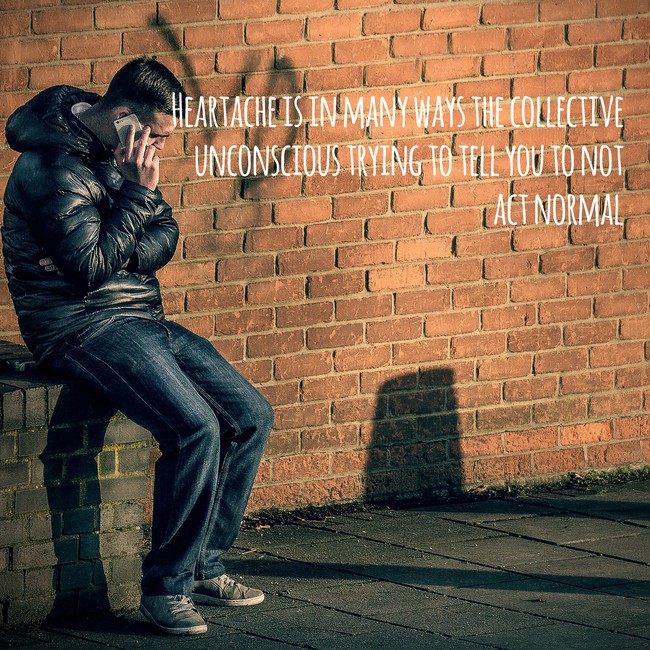 Heartache is in many ways the collective
unconscious trying to tell you to not
act normal